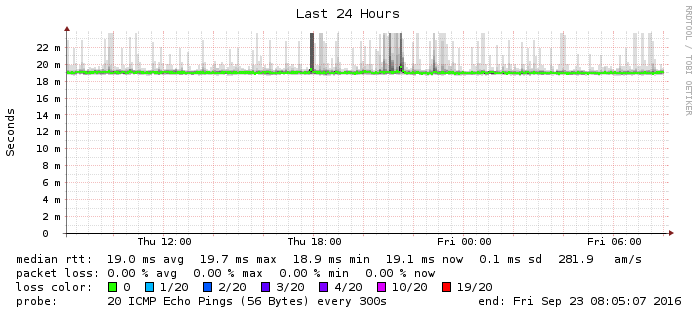 Last 24 Hours
RRDTOOL / TOBI OETIKER
Seconds
22 m
20 m
18 m
16 m
14 m
12 m
10 m
8 m
6 m
4 m
2 m
0
Thu 12:00 Thu 18:00 Fri 00:00 Fri 06:00
median rtt: 19.0 ms avg 19.7 ms max 18.9 ms min 19.1 ms now 0.1 ms sd 281.9 am/s
packet loss: 0.00 % avg 0.00 % max 0.00 % min 0.00 % now
loss color: 0 1/20 2/20 3/20 4/20 10/20 19/20
probe: 20 ICMP Echo Pings (56 Bytes) every 300s end: Fri Sep 23 08:05:07 2016